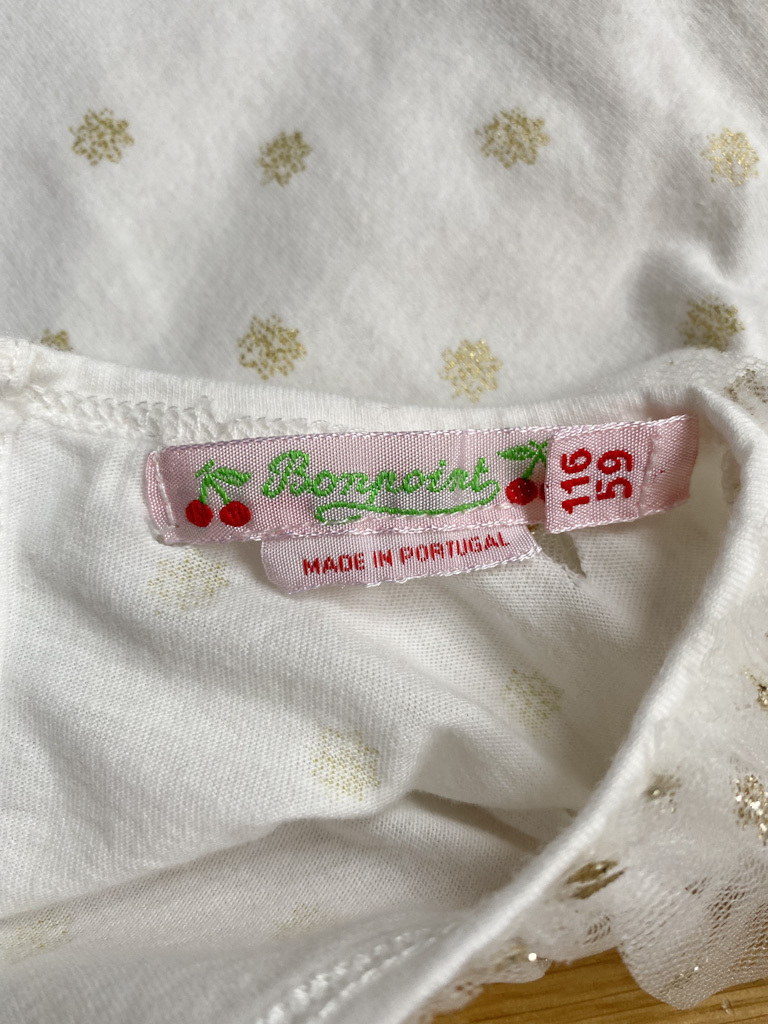 Bonpoint
116
59
MADE IN PORTUGAL